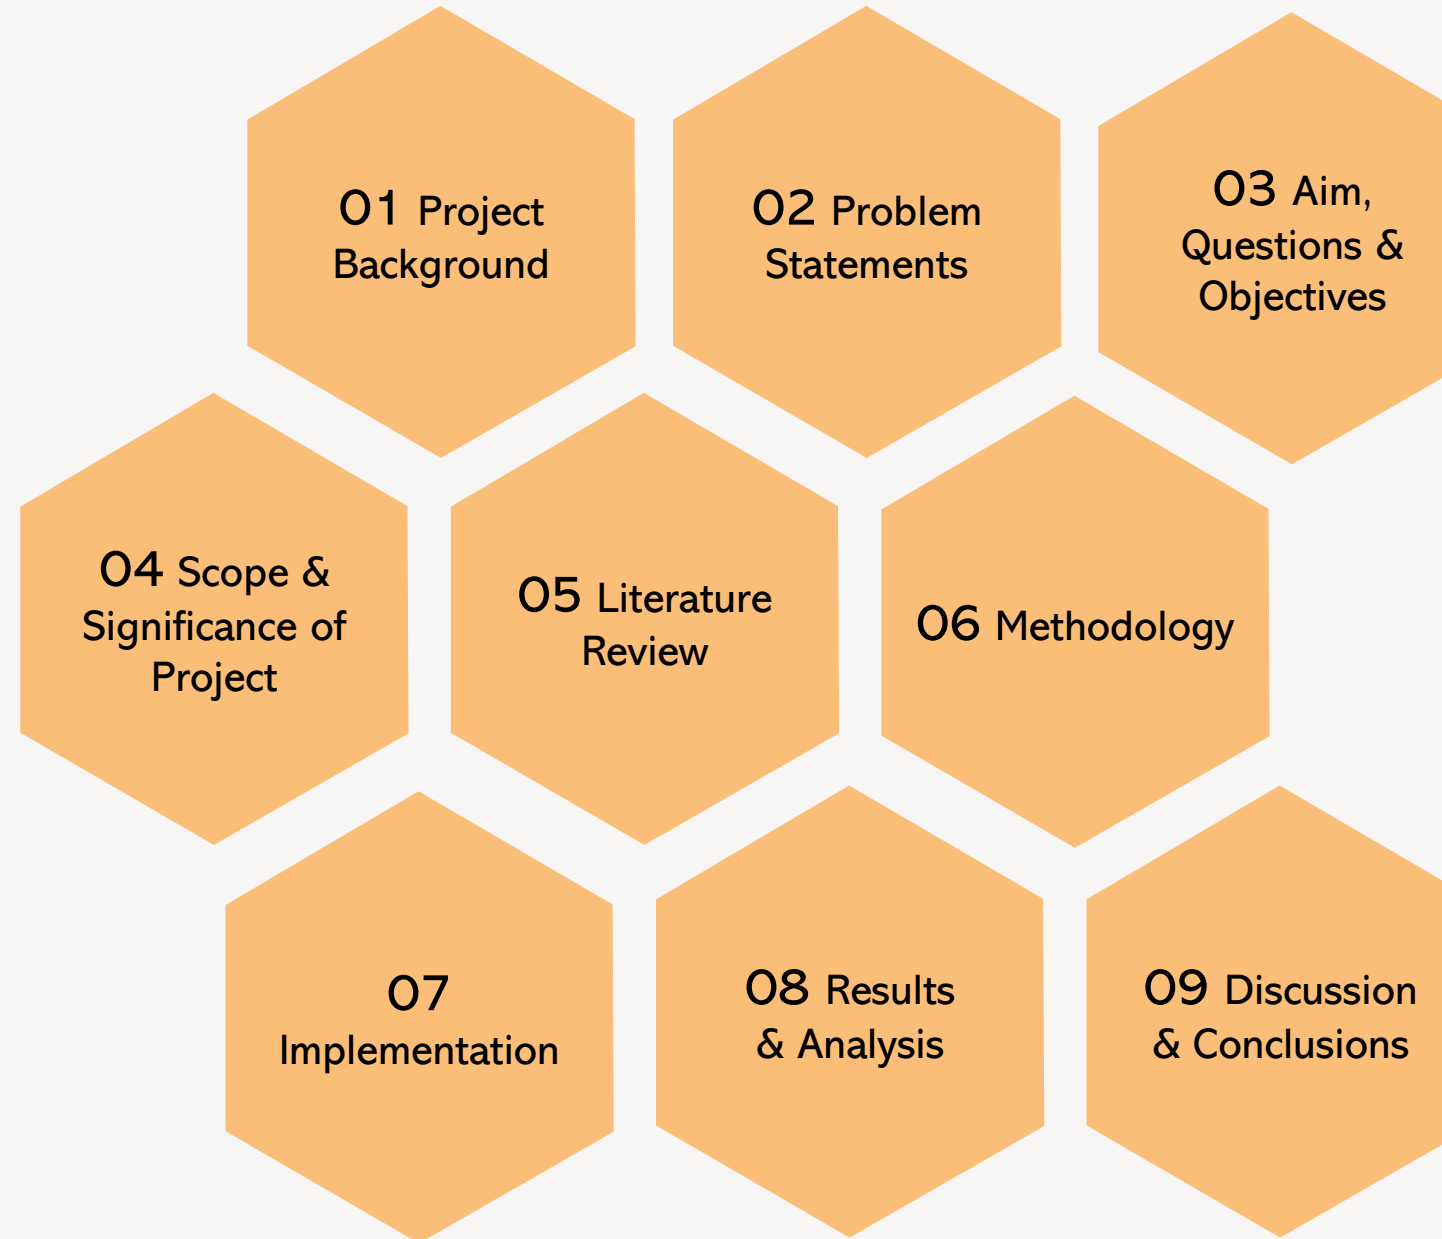 01 Project
Background
02 Problem
Statements
03 Aim,
Questions &
Objectives
04 Scope &
Significance of
Project
05 Literature
Review
06 Methodology
07
Implementation
08 Results
& Analysis
09 Discussion
& Conclusions